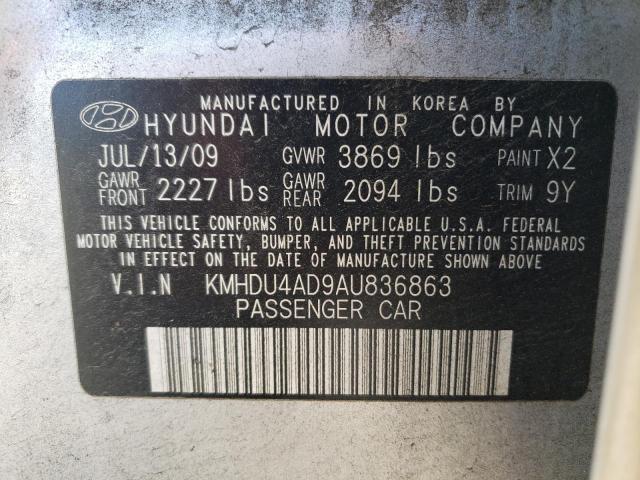 MANUFACTURED IN KOREA BY
HYUNDAI MOTOR COMPANY
JUL/13/09 GVWR 3869 lbs PAINT X2
GAWR FRONT 2227 lbs GAWR REAR 2094 lbs TRIM 9Y
THIS VEHICLE CONFORMS TO ALL APPLICABLE U.S.A. FEDERAL
MOTOR VEHICLE SAFETY, BUMPER, AND THEFT PREVENTION STANDARDS
IN EFFECT ON THE DATE OF MANUFACTURE SHOWN ABOVE
V.I.N KMHDU4AD9AU836863
PASSENGER CAR